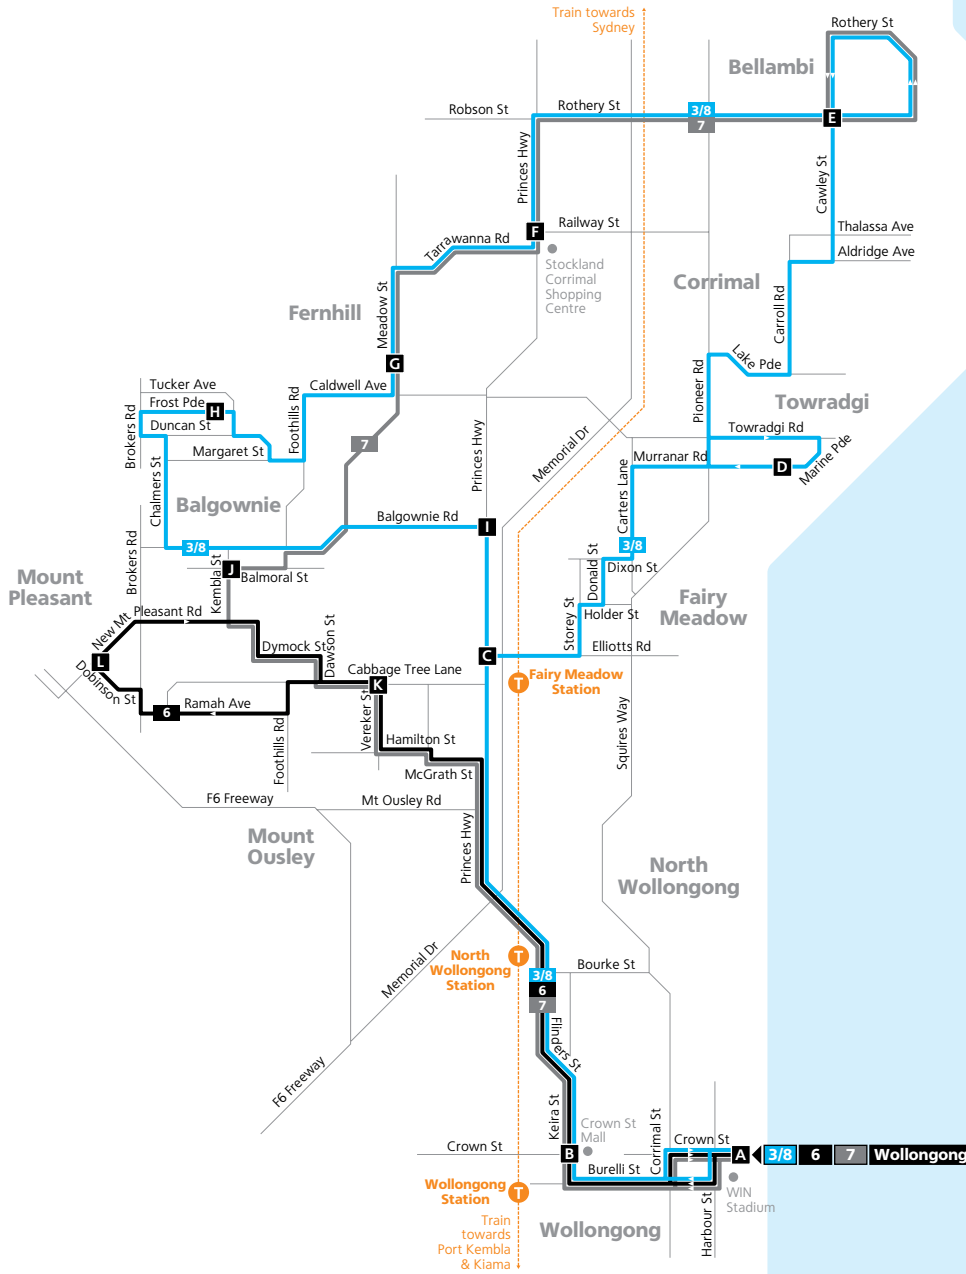 Train towards
Sydney
Rothery St
Bellambi
Robson St
Rothery St
3/8
7
E
Princes Hwy
Cawley St
F
Railway St
Thalassa Ave
Tarrawanna Rd
Aldridge Ave
Stockland
Corrimal
Shopping
Centre
Corrimal
Fernhill
Meadow St
Carroll Rd
G
Lake Pde
Pioneer Rd
Tucker Ave
Caldwell Ave
Frost Pde
H
Towradgi
Brokers Rd
Duncan St
Foothills Rd
7
Princes Hwy
Memorial Dr
Towradgi Rd
Margaret St
Murranar Rd
D
Marine Pde
Chalmers St
Carters Lane
Balgownie
Balgownie Rd
I
3/8
3/8
Brokers Rd
Kembla St
J
Balmoral St
Donald St
Dixon St
Mount
Pleasant
Fairy
Meadow
New Mt
Pleasant Rd
Storey St
Holder St
Dymock St
Dawson St
Elliotts Rd
L
C
Dobinson St
Cabbage Tree Lane
K
T
Fairy Meadow
Station
6
Ramah Ave
Vereker St
Foothills Rd
Hamilton St
Squires Way
McGrath St
F6 Freeway
Mt Ousley Rd
Mount
Ousley
Princes Hwy
North
Wollongong
Memorial Dr
North
Wollongong
Station
T
Bourke St
3/8
6
7
Flinders St
F6 Freeway
Keira St
Crown St
Mall
Corrimal St
Crown St
Crown St
B
A
3/8
6
7
Wollongong
Burelli St
Wollongong
Station
T
WIN
Stadium
Harbour St
Train
towards
Port Kembla
& Kiama
Wollongong